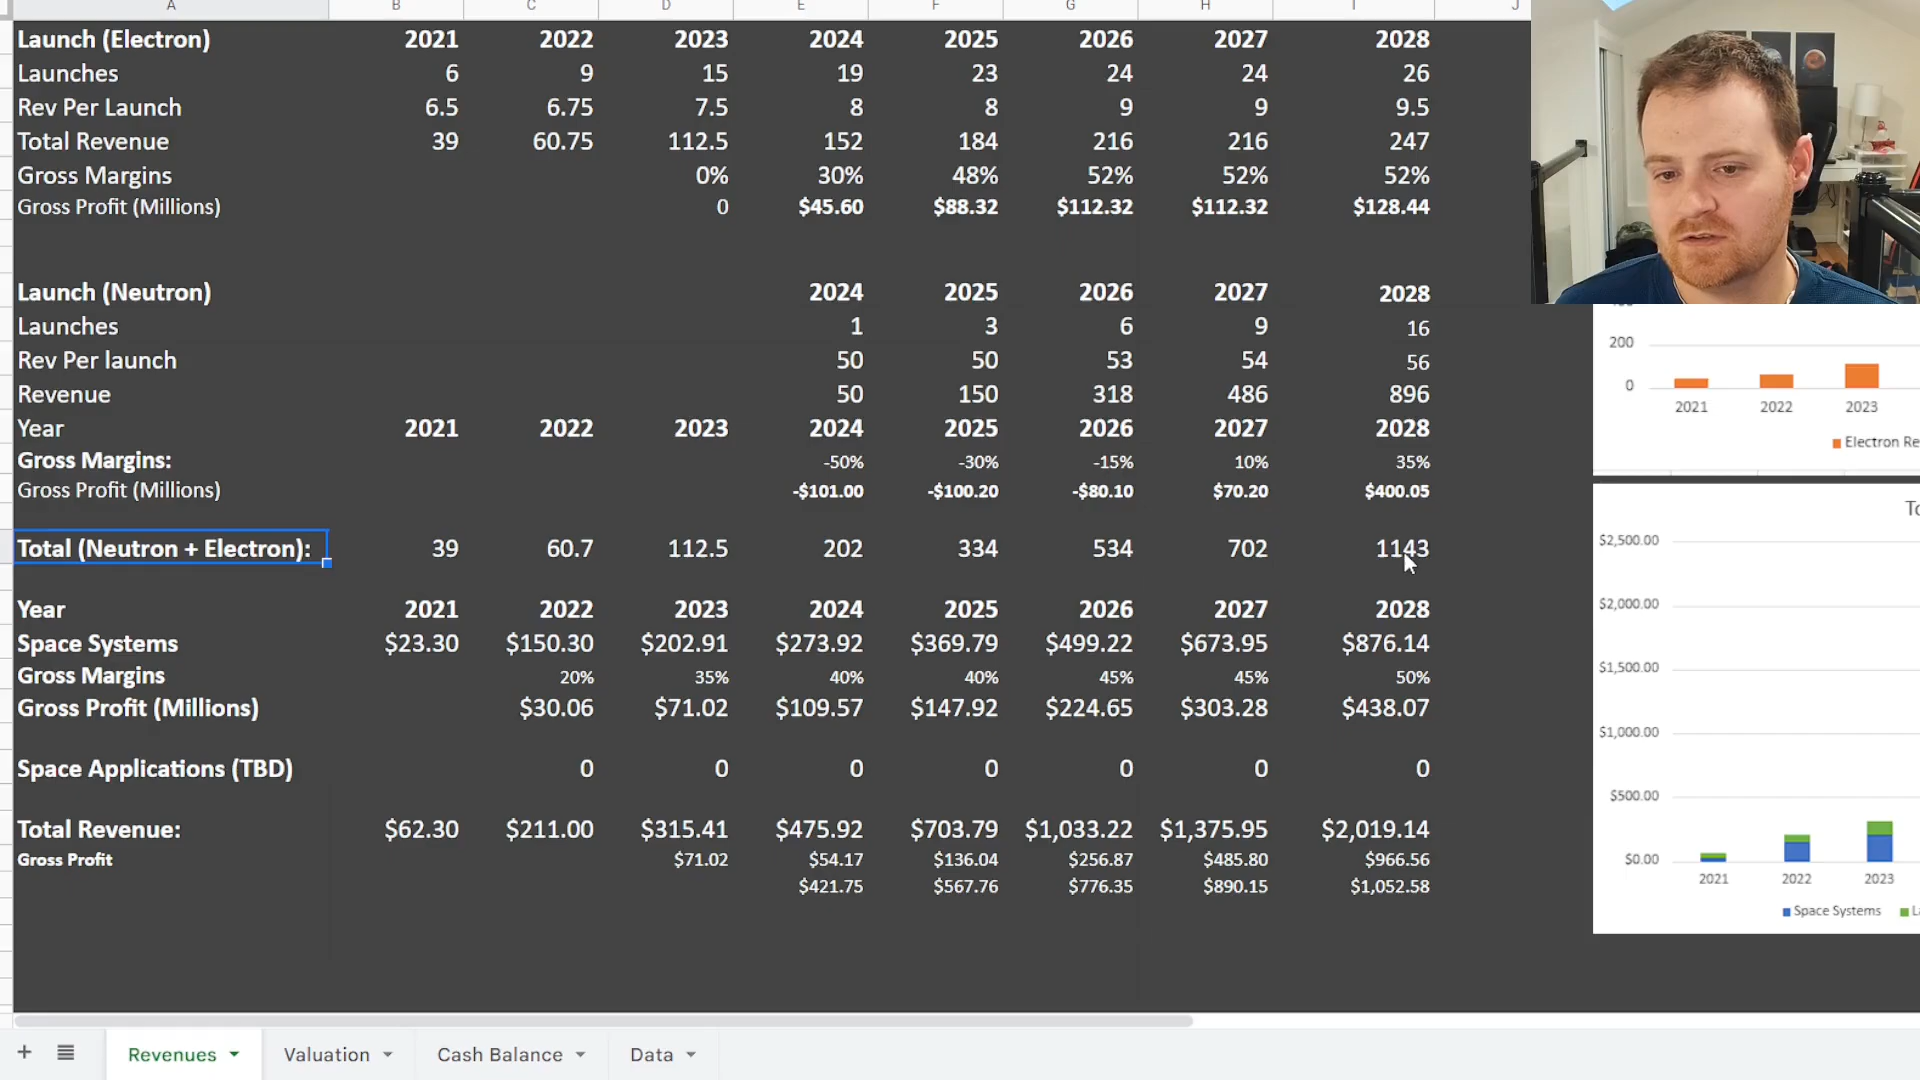 A B C D E F G H I J
Launch (Electron) 2021 2022 2023 2024 2025 2026 2027 2028
Launches 6 9 15 19 23 24 24 26
Rev Per Launch 6.5 6.75 7.5 8 8 9 9 9.5
Total Revenue 39 60.75 112.5 152 184 216 216 247
Gross Margins 0% 30% 48% 52% 52% 52%
Gross Profit (Millions) 0 $45.60 $88.32 $112.32 $112.32 $128.44
Launch (Neutron) 2024 2025 2026 2027 2028
Launches 1 3 6 9 16
Rev Per launch 50 50 53 54 56
Revenue 50 150 318 486 896
Year 2021 2022 2023 2024 2025 2026 2027 2028
Gross Margins: -50% -30% -15% 10% 35%
Gross Profit (Millions) -$101.00 -$100.20 -$80.10 $70.20 $400.05
Total (Neutron + Electron): 39 60.7 112.5 202 334 534 702 1143
Year 2021 2022 2023 2024 2025 2026 2027 2028
Space Systems $23.30 $150.30 $202.91 $273.92 $369.79 $499.22 $673.95 $876.14
Gross Margins 20% 35% 40% 40% 45% 45% 50%
Gross Profit (Millions) $30.06 $71.02 $109.57 $147.92 $224.65 $303.28 $438.07
Space Applications (TBD) 0 0 0 0 0 0 0
Total Revenue: $62.30 $211.00 $315.41 $475.92 $703.79 $1,033.22 $1,375.95 $2,019.14
Gross Profit $71.02 $54.17 $136.04 $256.87 $485.80 $966.56
$421.75 $567.76 $776.35 $890.15 $1,052.58
200
0
2021 2022 2023
Electron Re
To
$2,500.00
$2,000.00
$1,500.00
$1,000.00
$500.00
$0.00
2021 2022 2023
Space Systems L
+ Revenues Valuation Cash Balance Data